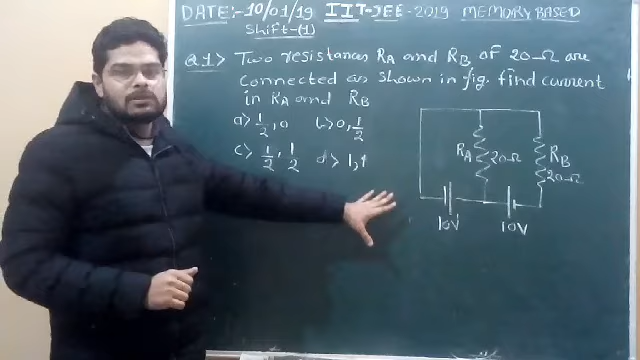 DATE:- 10/01/19 IIT-JEE-2019 MEMORY BASED
Shift-(1)
Q.1> Two resistances RA and RB of 20Ω are
connected as shown in fig. find current
in RA and RB
a> 1/2, 0 b> 0, 1/2
c> 1/2, 1/2 d> 1, 1
RA 20Ω RB 20Ω
10V 10V